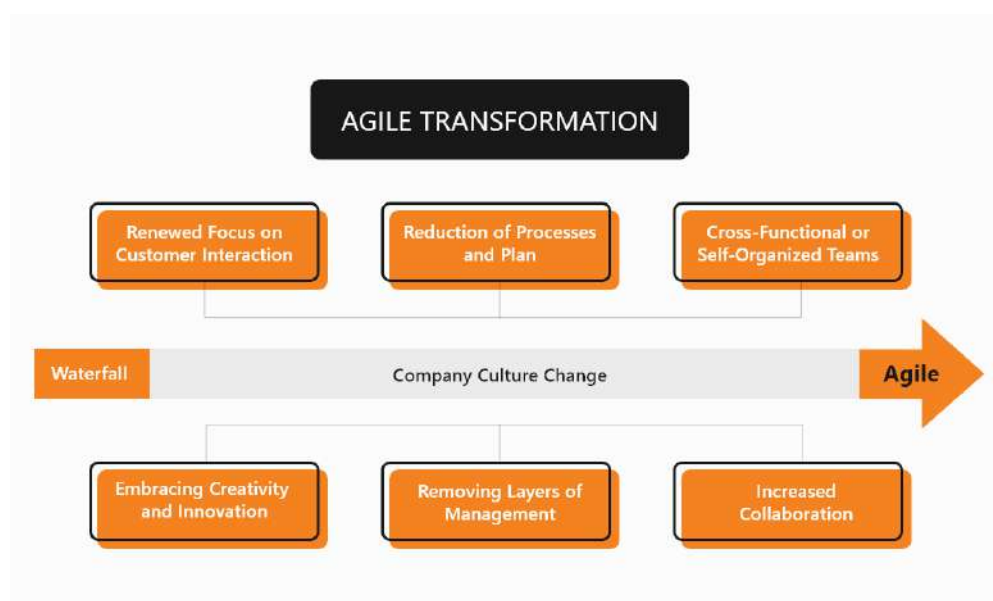 AGILE TRANSFORMATION
Renewed Focus on
Customer Interaction
Reduction of Processes
and Plan
Cross-Functional or
Self-Organized Teams
Waterfall
Company Culture Change
Agile
Embracing Creativity
and Innovation
Removing Layers of
Management
Increased
Collaboration